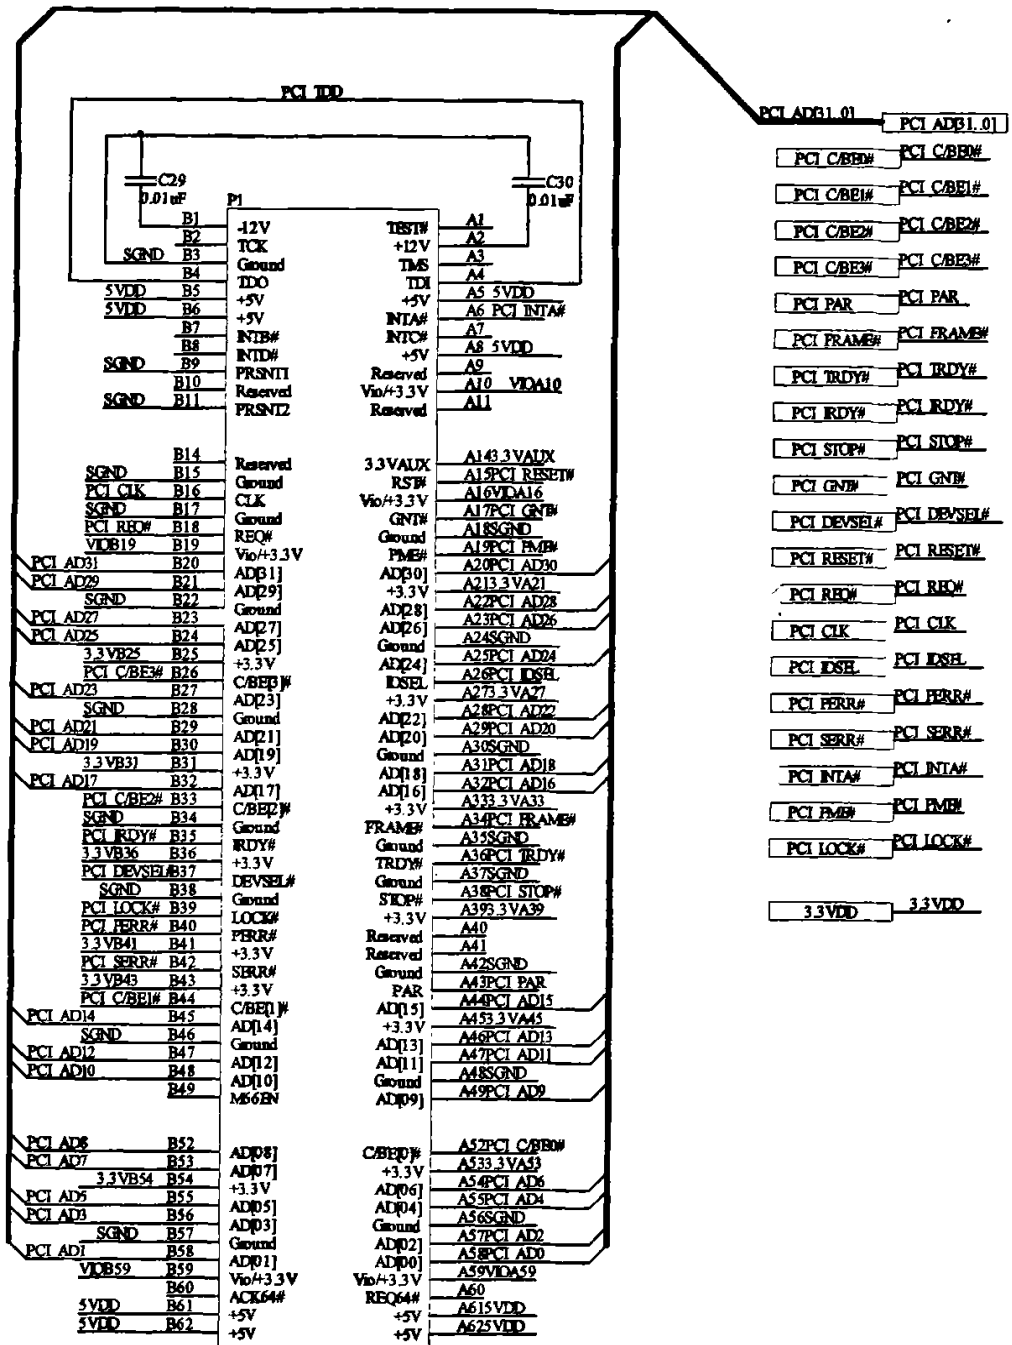 PCI TDD
PCI AD[31..0]
PCI AD[31..0]
C29
0.01uF
C30
0.01uF
P1
B1 -12V TEST# A1
B2 TCK +12V A2
SGND B3 Ground TMS A3
B4 TDO TDI A4
5VDD B5 +5V +5V A5 5VDD
5VDD B6 +5V INTA# A6 PCI INTA#
B7 INTB# INTC# A7
B8 INTD# +5V A8 5VDD
SGND B9 PRSNT1 Reserved A9
B10 Reserved Vio/+3.3V A10 VIOA10
SGND B11 PRSNT2 Reserved A11
B14 Reserved 3.3VAUX A14 3.3VAUX
SGND B15 Ground RST# A15 PCI RESET#
PCI CLK B16 CLK Vio/+3.3V A16 VIOA16
SGND B17 Ground GNT# A17 PCI GNT#
PCI REQ# B18 REQ# Ground A18 SGND
VIOB19 B19 Vio/+3.3V PME# A19 PCI PME#
PCI AD31 B20 AD[31] AD[30] A20 PCI AD30
PCI AD29 B21 AD[29] +3.3V A21 3.3VA21
SGND B22 Ground AD[28] A22 PCI AD28
PCI AD27 B23 AD[27] AD[26] A23 PCI AD26
PCI AD25 B24 AD[25] Ground A24 SGND
3.3VB25 B25 +3.3V AD[24] A25 PCI AD24
PCI C/BE3# B26 C/BE[3]# IDSEL A26 PCI IDSEL
PCI AD23 B27 AD[23] +3.3V A27 3.3VA27
SGND B28 Ground AD[22] A28 PCI AD22
PCI AD21 B29 AD[21] AD[20] A29 PCI AD20
PCI AD19 B30 AD[19] Ground A30 SGND
3.3VB31 B31 +3.3V AD[18] A31 PCI AD18
PCI AD17 B32 AD[17] AD[16] A32 PCI AD16
PCI C/BE2# B33 C/BE[2]# +3.3V A33 3.3VA33
SGND B34 Ground FRAME# A34 PCI FRAME#
PCI IRDY# B35 IRDY# Ground A35 SGND
3.3VB36 B36 +3.3V TRDY# A36 PCI TRDY#
PCI DEVSEL# B37 DEVSEL# Ground A37 SGND
SGND B38 Ground STOP# A38 PCI STOP#
PCI LOCK# B39 LOCK# +3.3V A39 3.3VA39
PCI PERR# B40 PERR# Reserved A40
3.3VB41 B41 +3.3V Reserved A41
PCI SERR# B42 SERR# Ground A42 SGND
3.3VB43 B43 +3.3V PAR A43 PCI PAR
PCI C/BE1# B44 C/BE[1]# AD[15] A44 PCI AD15
PCI AD14 B45 AD[14] +3.3V A45 3.3VA45
SGND B46 Ground AD[13] A46 PCI AD13
PCI AD12 B47 AD[12] AD[11] A47 PCI AD11
PCI AD10 B48 AD[10] Ground A48 SGND
B49 M66EN AD[09] A49 PCI AD9
PCI AD8 B52 AD[08] C/BE[0]# A52 PCI C/BE0#
PCI AD7 B53 AD[07] +3.3V A53 3.3VA53
3.3VB54 B54 +3.3V AD[06] A54 PCI AD6
PCI AD5 B55 AD[05] AD[04] A55 PCI AD4
PCI AD3 B56 AD[03] Ground A56 SGND
SGND B57 Ground AD[02] A57 PCI AD2
PCI AD1 B58 AD[01] AD[00] A58 PCI AD0
VIOB59 B59 Vio/+3.3V Vio/+3.3V A59 VIOA59
B60 ACK64# REQ64# A60
5VDD B61 +5V +5V A61 5VDD
5VDD B62 +5V +5V A62 5VDD
PCI C/BE0# PCI C/BE0#
PCI C/BE1# PCI C/BE1#
PCI C/BE2# PCI C/BE2#
PCI C/BE3# PCI C/BE3#
PCI PAR PCI PAR
PCI FRAME# PCI FRAME#
PCI TRDY# PCI TRDY#
PCI IRDY# PCI IRDY#
PCI STOP# PCI STOP#
PCI GNT# PCI GNT#
PCI DEVSEL# PCI DEVSEL#
PCI RESET# PCI RESET#
PCI REQ# PCI REQ#
PCI CLK PCI CLK
PCI IDSEL PCI IDSEL
PCI PERR# PCI PERR#
PCI SERR# PCI SERR#
PCI INTA# PCI INTA#
PCI PME# PCI PME#
PCI LOCK# PCI LOCK#
3.3VDD 3.3VDD